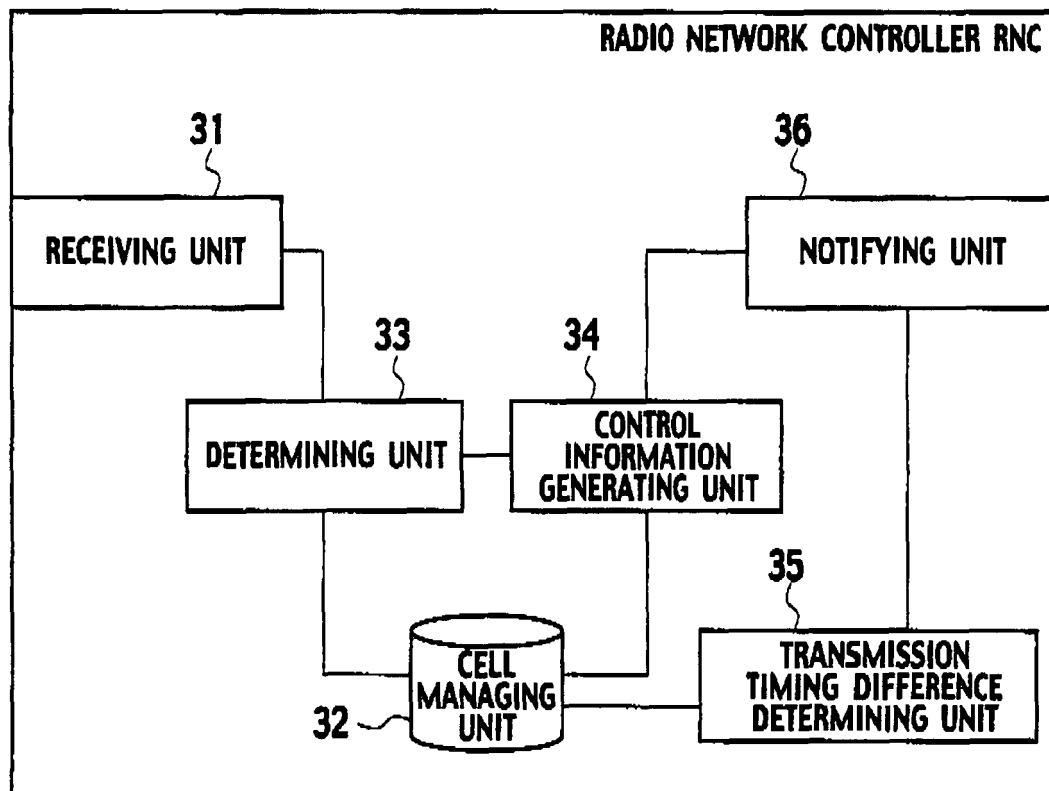 RADIO NETWORK CONTROLLER RNC
31
36
RECEIVING UNIT
NOTIFYING UNIT
33
34
DETERMINING UNIT
CONTROL
INFORMATION
GENERATING UNIT
35
CELL
MANAGING
UNIT
32
TRANSMISSION
TIMING DIFFERENCE
DETERMINING UNIT